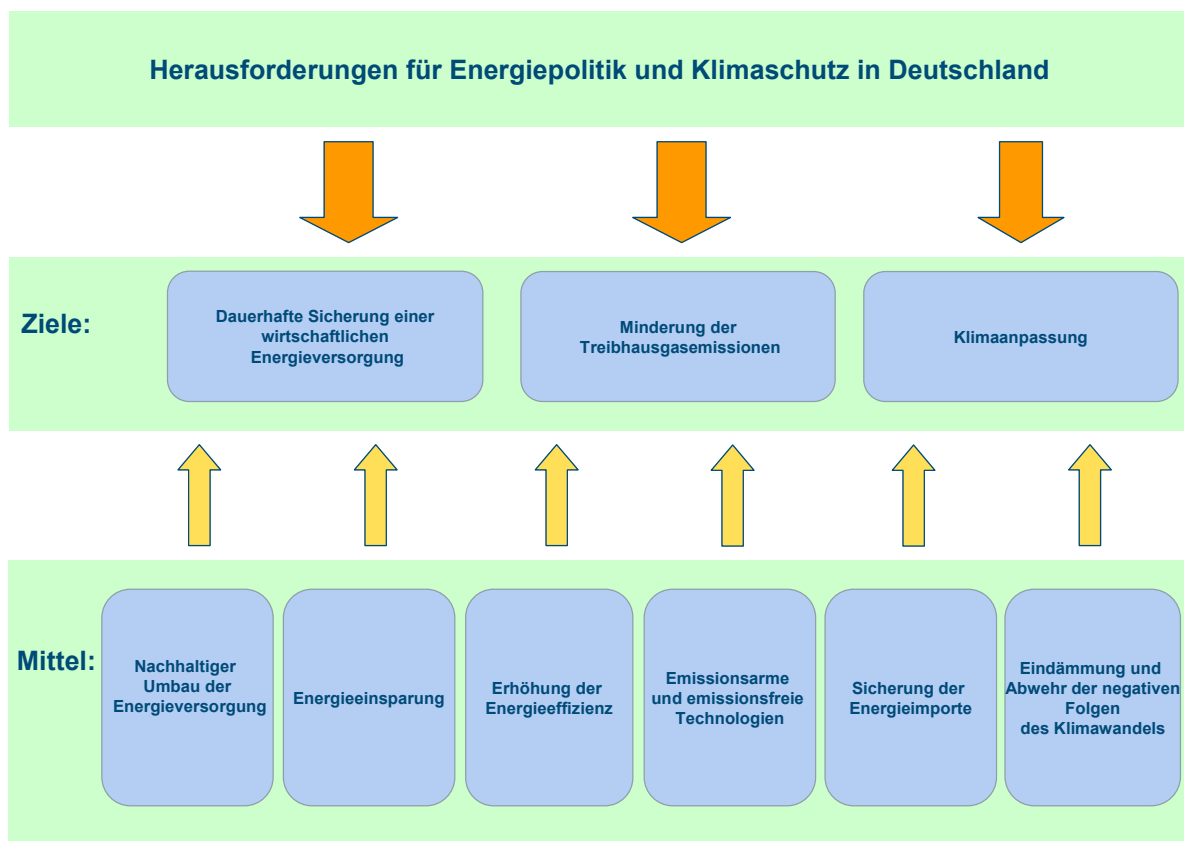 Herausforderungen für Energiepolitik und Klimaschutz in Deutschland
Ziele:
Dauerhafte Sicherung einer
wirtschaftlichen
Energieversorgung
Minderung der
Treibhausgasemissionen
Klimaanpassung
Mittel:
Nachhaltiger
Umbau der
Energieversorgung
Energieeinsparung
Erhöhung der
Energieeffizienz
Emissionsarme
und emissionsfreie
Technologien
Sicherung der
Energieimporte
Eindämmung und
Abwehr der negativen
Folgen
des Klimawandels